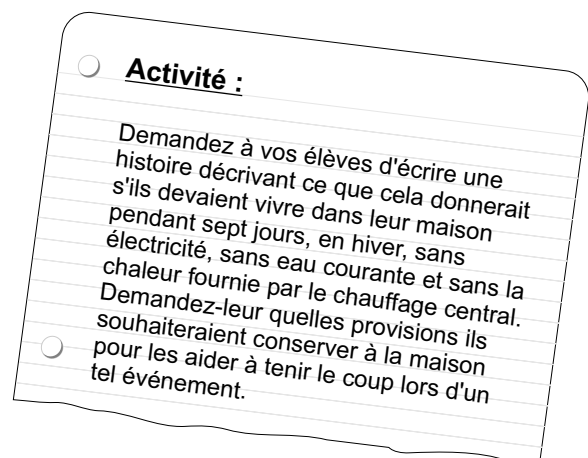 Activité :
Demandez à vos élèves d'écrire une
histoire décrivant ce que cela donnerait
s'ils devaient vivre dans leur maison
pendant sept jours, en hiver, sans
électricité, sans eau courante et sans la
chaleur fournie par le chauffage central.
Demandez-leur quelles provisions ils
souhaiteraient conserver à la maison
pour les aider à tenir le coup lors d'un
tel événement.